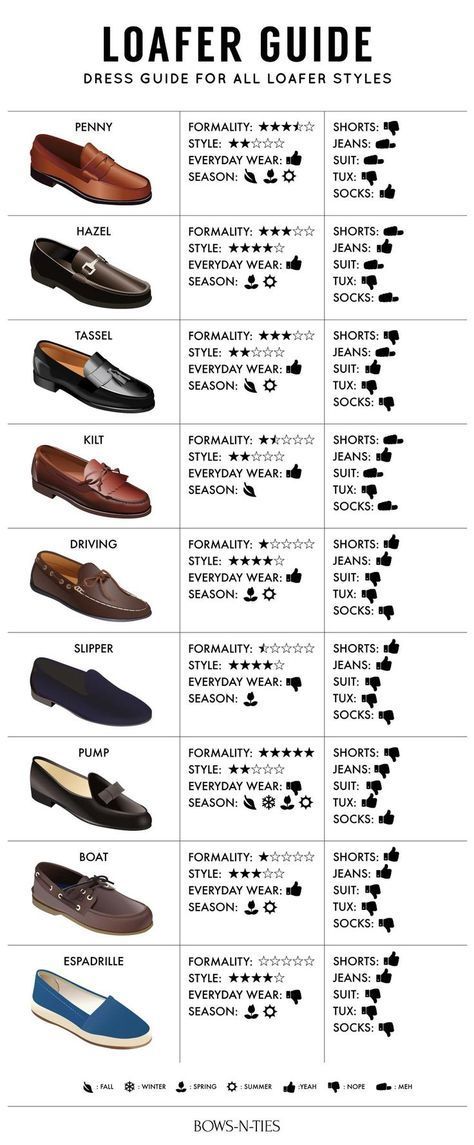 LOAFER GUIDE
DRESS GUIDE FOR ALL LOAFER STYLES
PENNY
FORMALITY:
STYLE:
EVERYDAY WEAR:
SEASON:
SHORTS:
JEANS:
SUIT:
TUX:
SOCKS:
HAZEL
FORMALITY:
STYLE:
EVERYDAY WEAR:
SEASON:
SHORTS:
JEANS:
SUIT:
TUX:
SOCKS:
TASSEL
FORMALITY:
STYLE:
EVERYDAY WEAR:
SEASON:
SHORTS:
JEANS:
SUIT:
TUX:
SOCKS:
KILT
FORMALITY:
STYLE:
EVERYDAY WEAR:
SEASON:
SHORTS:
JEANS:
SUIT:
TUX:
SOCKS:
DRIVING
FORMALITY:
STYLE:
EVERYDAY WEAR:
SEASON:
SHORTS:
JEANS:
SUIT:
TUX:
SOCKS:
SLIPPER
FORMALITY:
STYLE:
EVERYDAY WEAR:
SEASON:
SHORTS:
JEANS:
SUIT:
TUX:
SOCKS:
PUMP
FORMALITY:
STYLE:
EVERYDAY WEAR:
SEASON:
SHORTS:
JEANS:
SUIT:
TUX:
SOCKS:
BOAT
FORMALITY:
STYLE:
EVERYDAY WEAR:
SEASON:
SHORTS:
JEANS:
SUIT:
TUX:
SOCKS:
ESPADRILLE
FORMALITY:
STYLE:
EVERYDAY WEAR:
SEASON:
SHORTS:
JEANS:
SUIT:
TUX:
SOCKS:
: FALL : WINTER : SPRING : SUMMER : YEAH : NOPE : MEH
BOWS-N-TIES